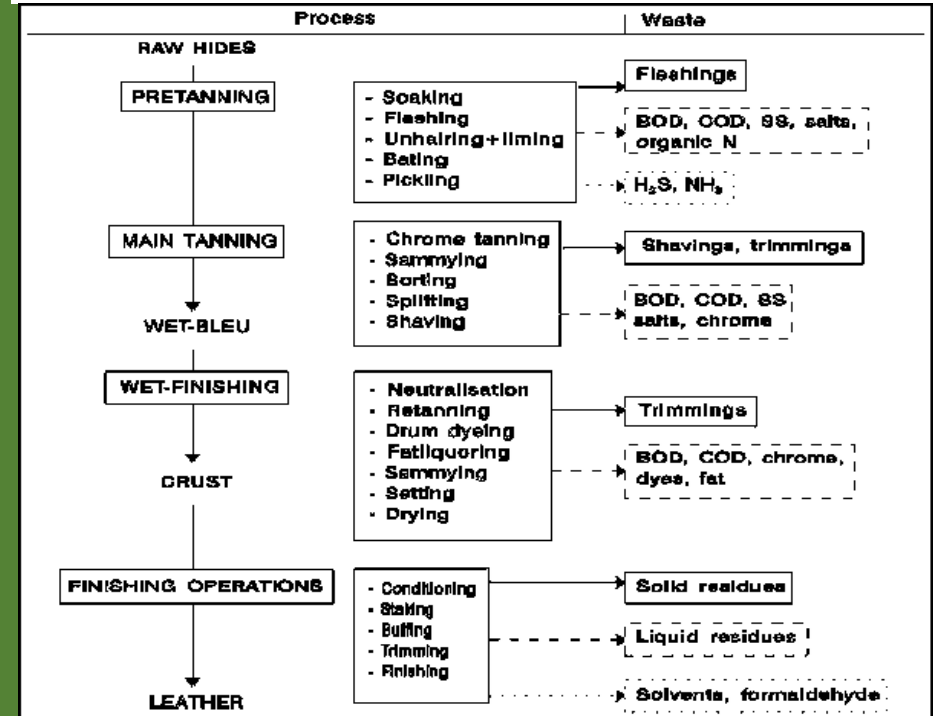 Process
Waste
RAW HIDES
PRETANNING
- Soaking
- Fleshing
- Unhairing+liming
- Bating
- Pickling
Fleshings
BOD, COD, SS, salts,
organic N
H₂S, NH₃
MAIN TANNING
- Chrome tanning
- Sammying
- Sorting
- Splitting
- Shaving
Shavings, trimmings
BOD, COD, SS
salts, chrome
WET-BLEU
WET-FINISHING
- Neutralisation
- Retanning
- Drum dyeing
- Fatliquoring
- Sammying
- Setting
- Drying
Trimmings
BOD, COD, chrome,
dyes, fat
CRUST
FINISHING OPERATIONS
- Conditioning
- Staking
- Buffing
- Trimming
- Finishing
Solid residues
Liquid residues
Solvents, formaldehyde
LEATHER